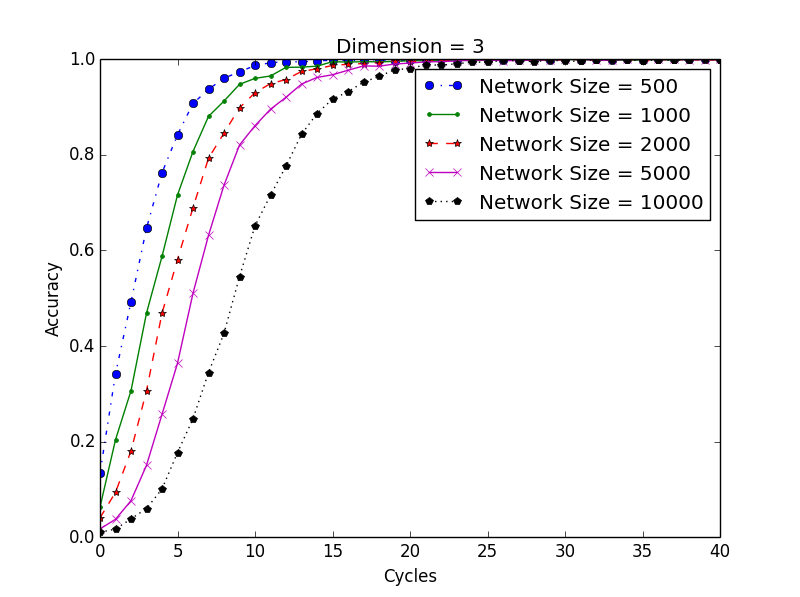 Dimension = 3
1.0
0.8
0.6
0.4
0.2
0.0
Accuracy
Network Size = 500
Network Size = 1000
Network Size = 2000
Network Size = 5000
Network Size = 10000
0 5 10 15 20 25 30 35 40
Cycles